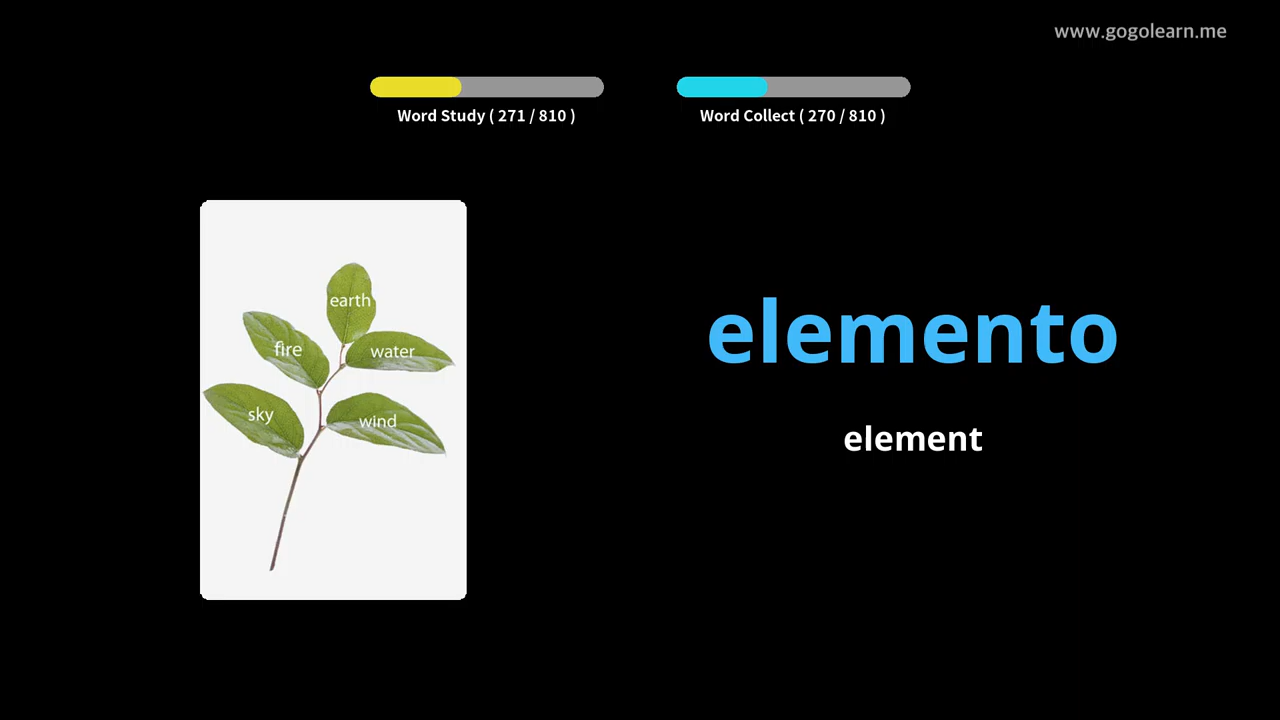 www.gogolearn.me
Word Study ( 271 / 810 )
Word Collect ( 270 / 810 )
earth
fire
water
sky
wind
elemento
element